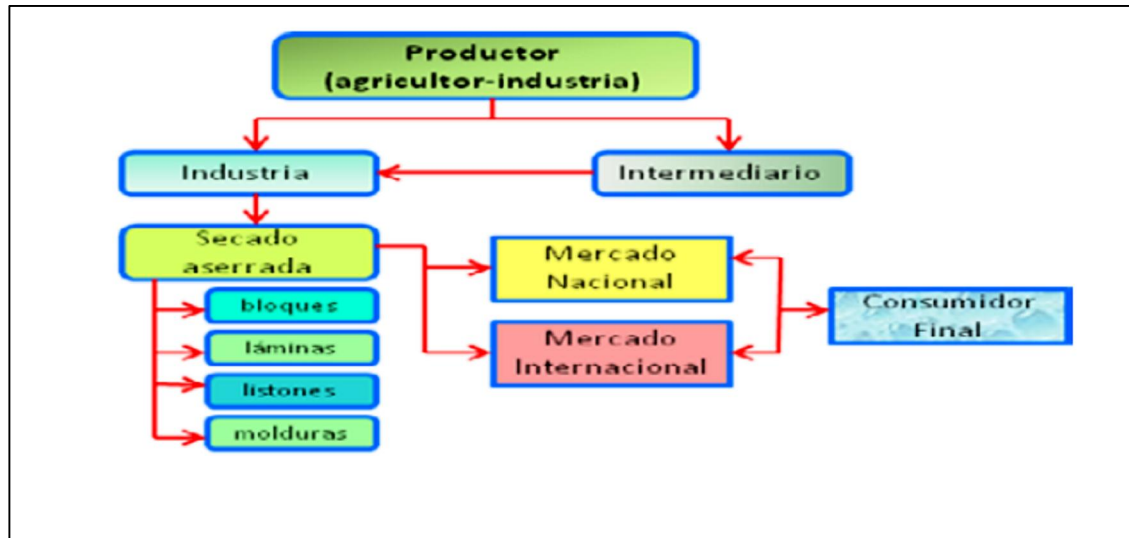 Productor
(agricultor-industria)
Industria
Intermediario
Secado
aserrada
Mercado
Nacional
bloques
Consumidor
Final
láminas
Mercado
Internacional
listones
molduras